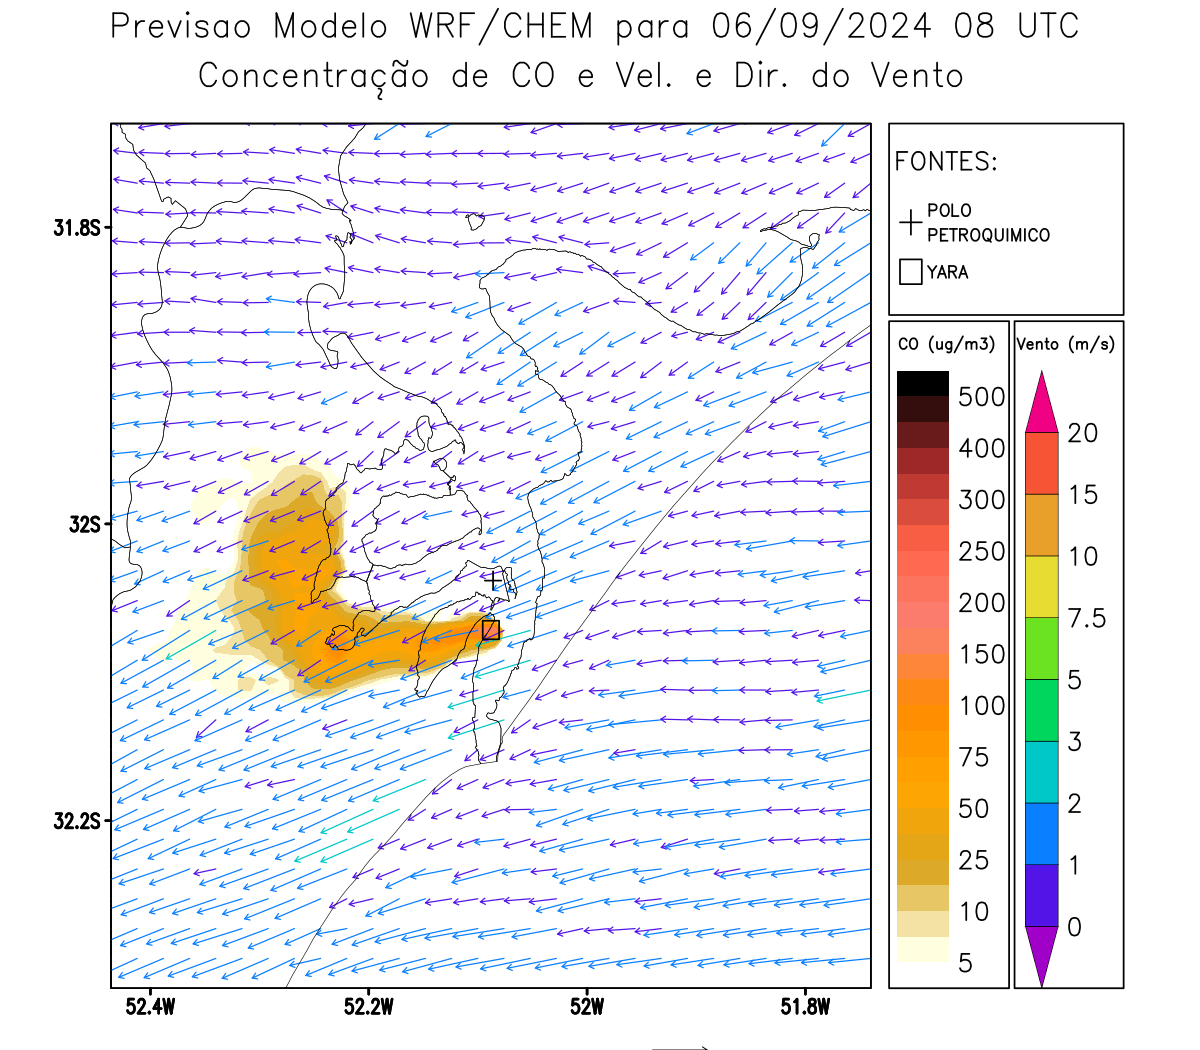 Previsao Modelo WRF/CHEM para 06/09/2024 08 UTC
Concentração de CO e Vel. e Dir. do Vento
FONTES:
POLO
PETROQUIMICO
YARA
CO (ug/m3)
500
400
300
250
200
150
100
75
50
25
10
5
Vento (m/s)
20
15
10
7.5
5
3
2
1
0
31.8S
32S
32.2S
52.4W
52.2W
52W
51.8W